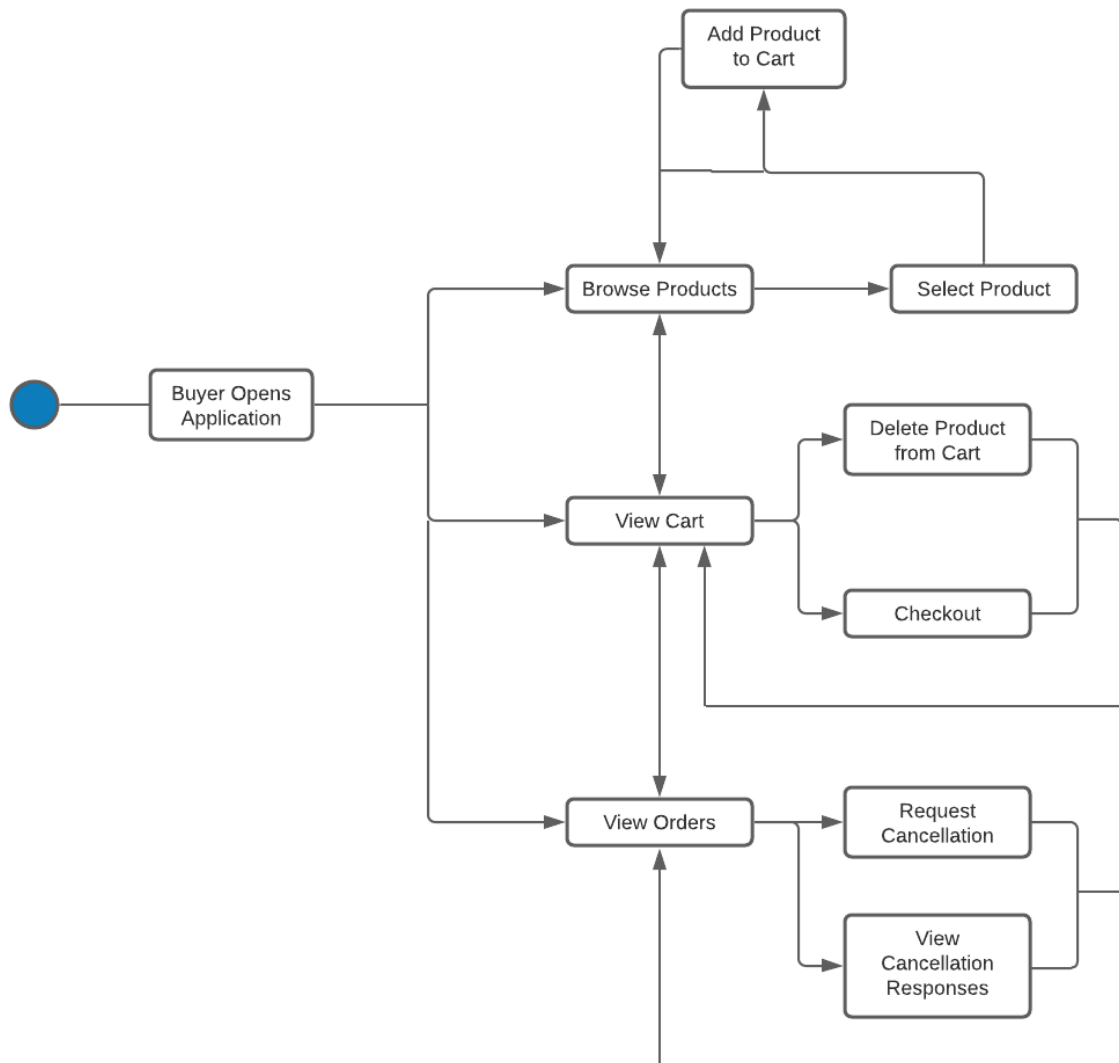 Add Product
to Cart
Browse Products
Select Product
Buyer Opens
Application
Delete Product
from Cart
View Cart
Checkout
Request
Cancellation
View Orders
View
Cancellation
Responses